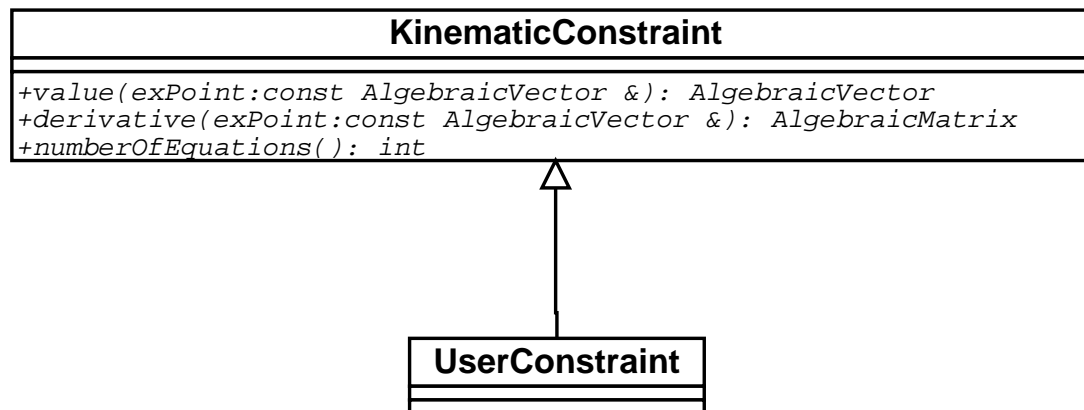 KinematicConstraint
+value(exPoint:const AlgebraicVector &): AlgebraicVector
+derivative(exPoint:const AlgebraicVector &): AlgebraicMatrix
+numberOfEquations(): int
UserConstraint